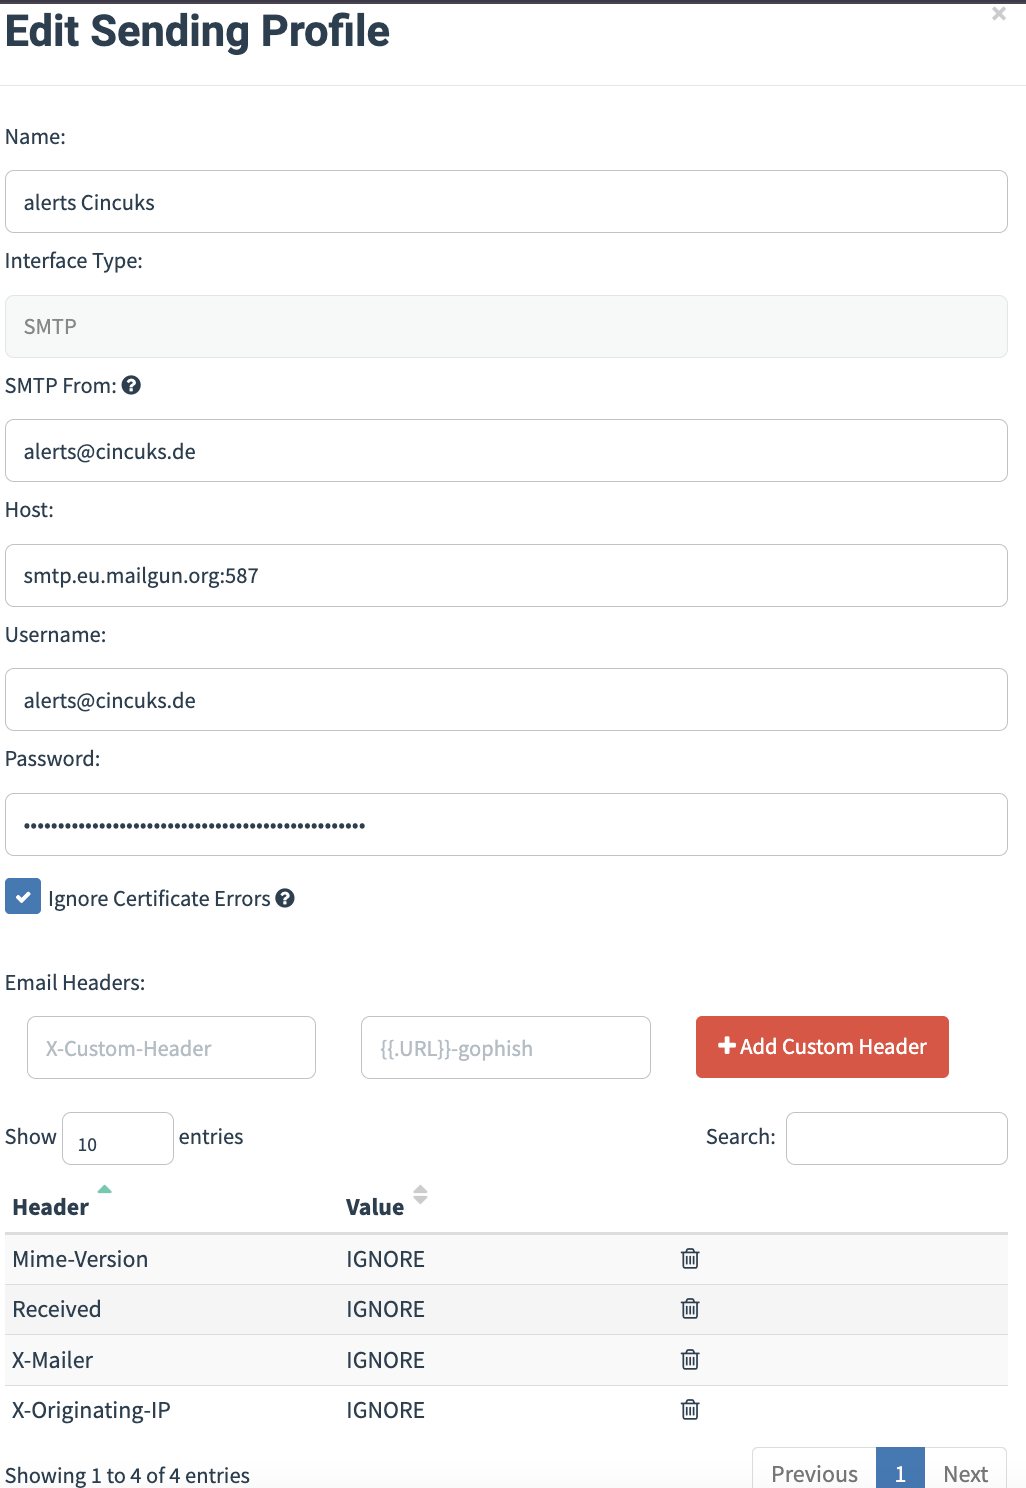 Edit Sending Profile
×
Name:
alerts Cincuks
Interface Type:
SMTP
SMTP From:
alerts@cincuks.de
Host:
smtp.eu.mailgun.org:587
Username:
alerts@cincuks.de
Password:
Ignore Certificate Errors
Email Headers:
X-Custom-Header {{.URL}}-gophish + Add Custom Header
Show 10 entries Search:
Header Value
Mime-Version IGNORE
Received IGNORE
X-Mailer IGNORE
X-Originating-IP IGNORE
Showing 1 to 4 of 4 entries Previous 1 Next